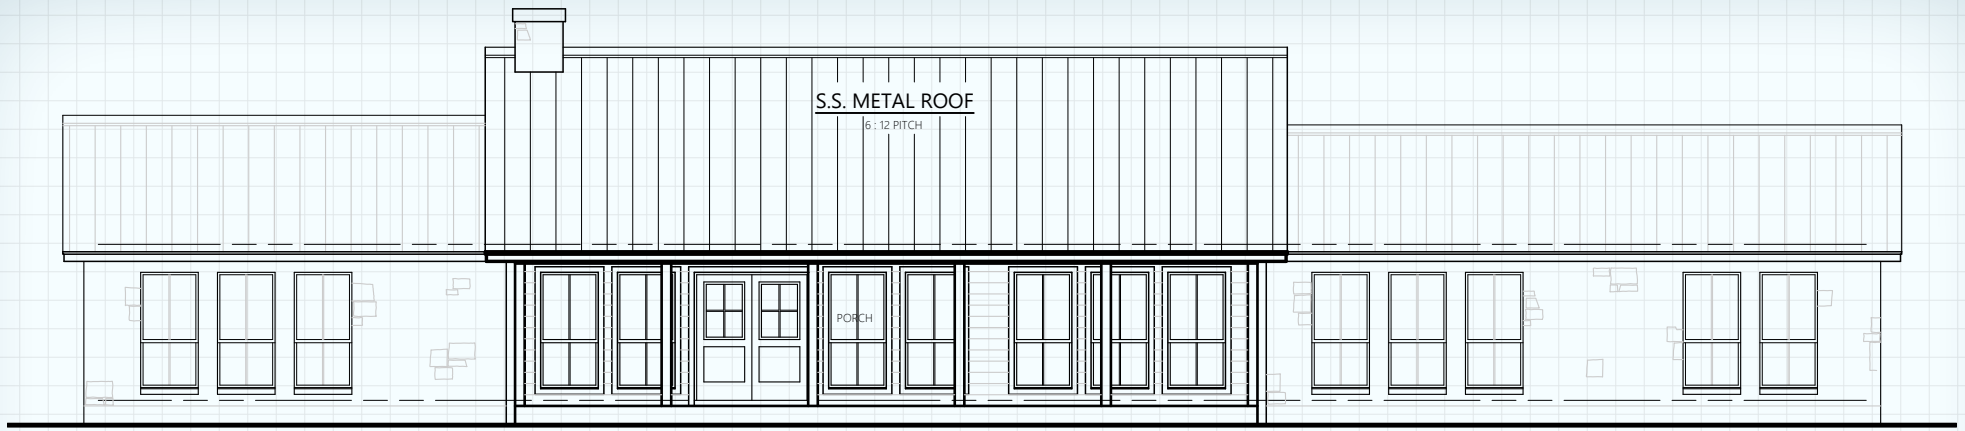 S.S. METAL ROOF
6 : 12 PITCH
PORCH